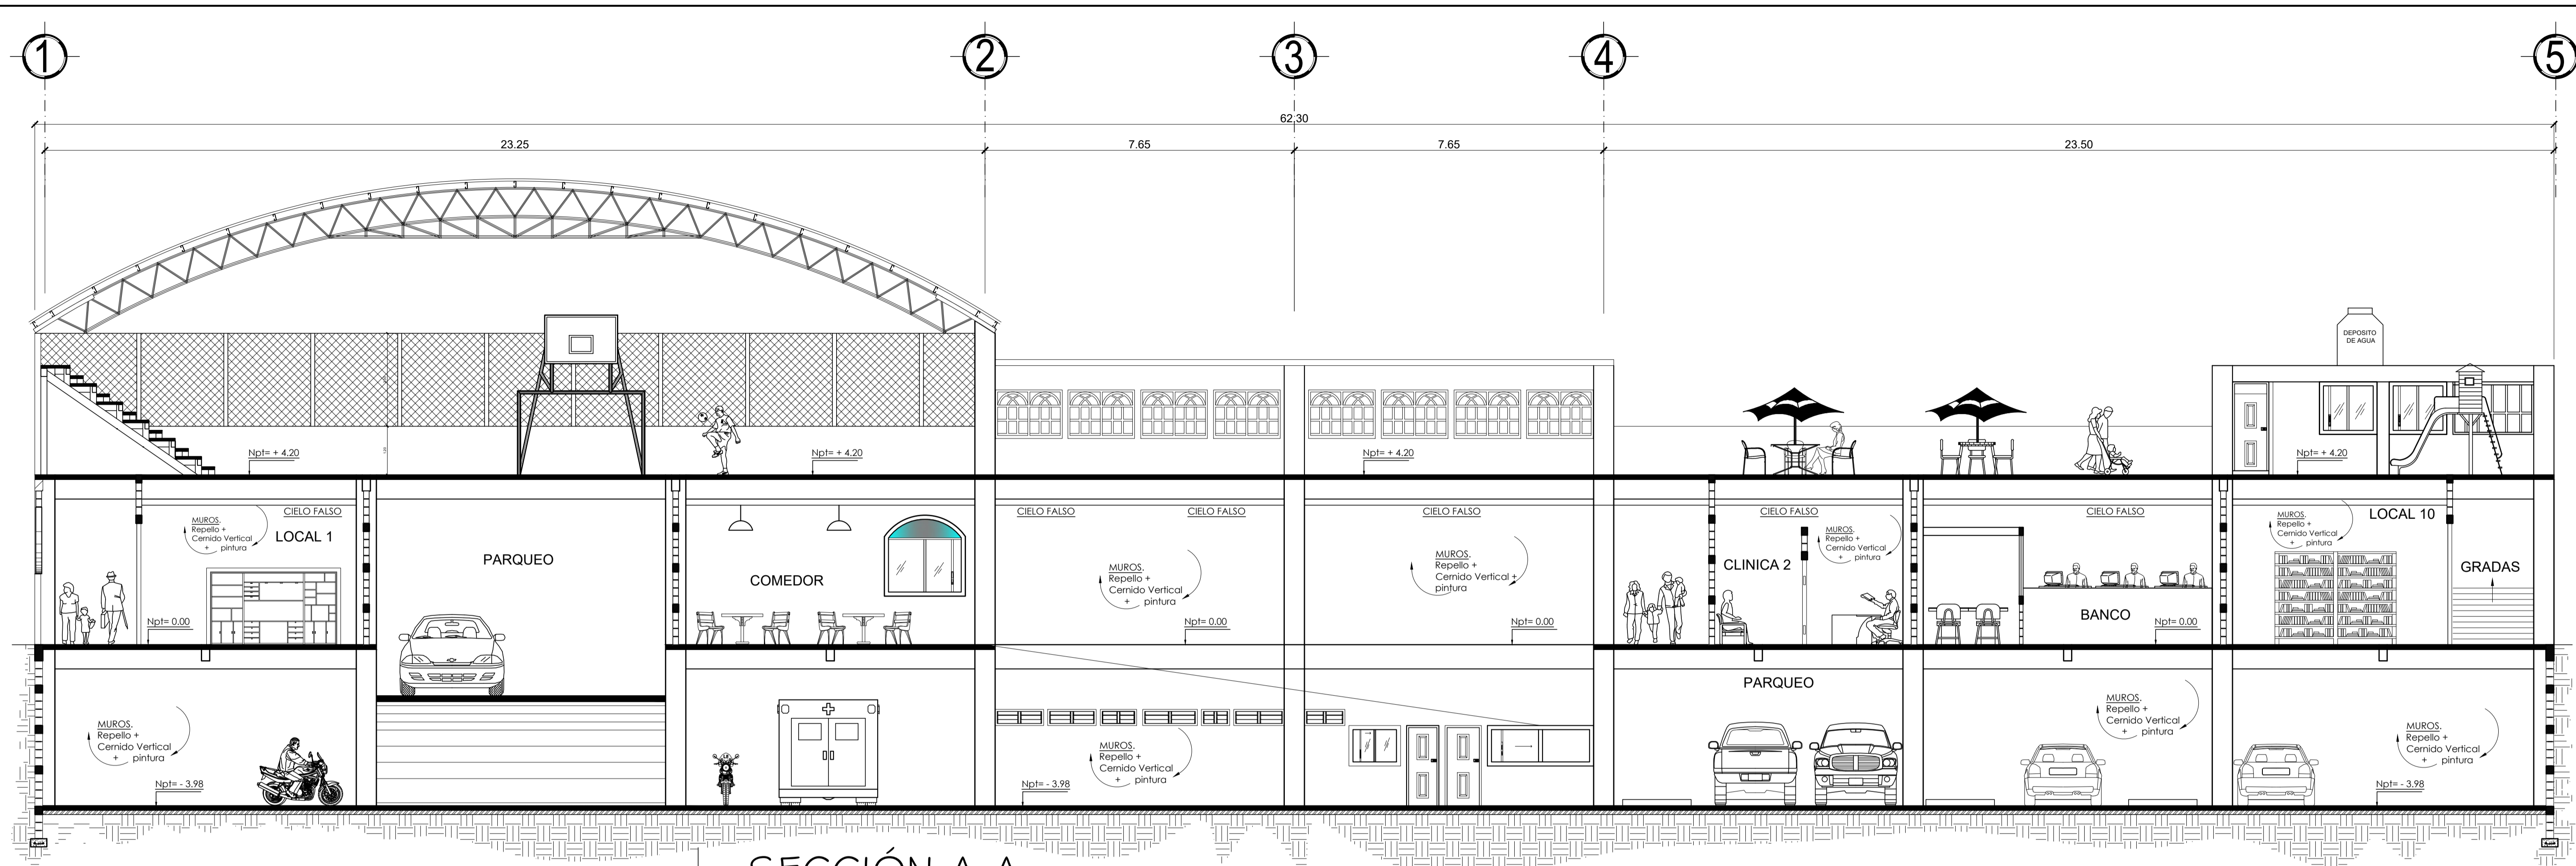 1
2
3
4
5
62.30
23.25
7.65
7.65
23.50
DEPOSITO
DE AGUA
Npt= + 4.20
Npt= + 4.20
Npt= + 4.20
Npt= + 4.20
CIELO FALSO
CIELO FALSO
CIELO FALSO
CIELO FALSO
CIELO FALSO
CIELO FALSO
MUROS.
Repello +
Cernido Vertical
+ pintura
LOCAL 1
PARQUEO
COMEDOR
MUROS.
Repello +
Cernido Vertical
+ pintura
MUROS.
Repello +
Cernido Vertical +
pintura
CLINICA 2
MUROS.
Repello +
Cernido Vertical
+ pintura
BANCO
MUROS.
Repello +
Cernido Vertical
+ pintura
LOCAL 10
GRADAS
Npt= 0.00
Npt= 0.00
Npt= 0.00
Npt= 0.00
MUROS.
Repello +
Cernido Vertical
+ pintura
MUROS.
Repello +
Cernido Vertical
+ pintura
PARQUEO
MUROS.
Repello +
Cernido Vertical
+ pintura
MUROS.
Repello +
Cernido Vertical
+ pintura
Npt= - 3.98
Npt= - 3.98
Npt= - 3.98
SECCIÓN A-A